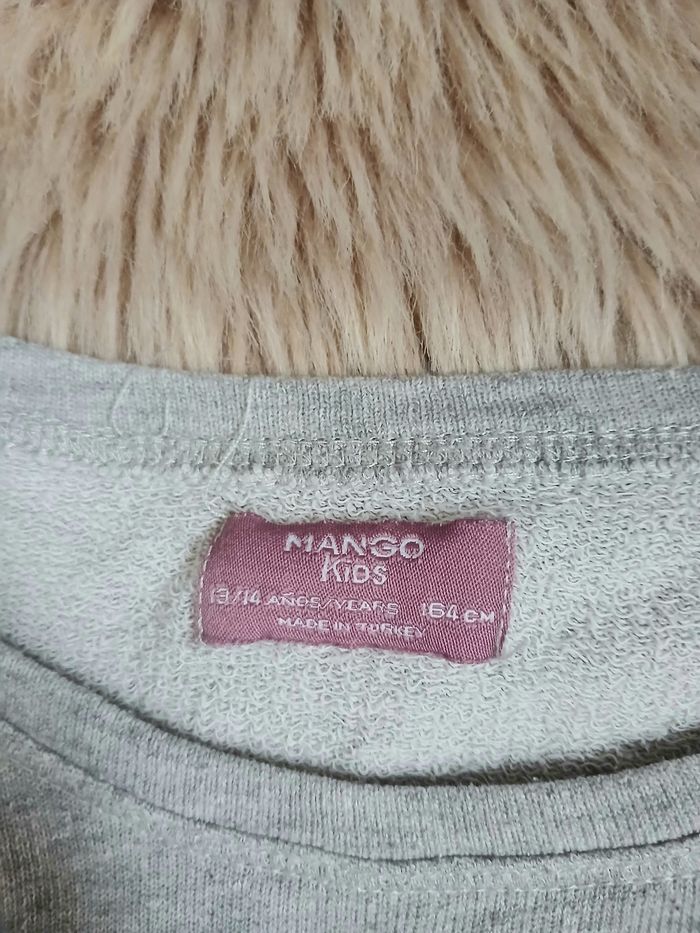 MANGO
KIDS
13/14 AÑOS/YEARS 164 CM
MADE IN TURKEY